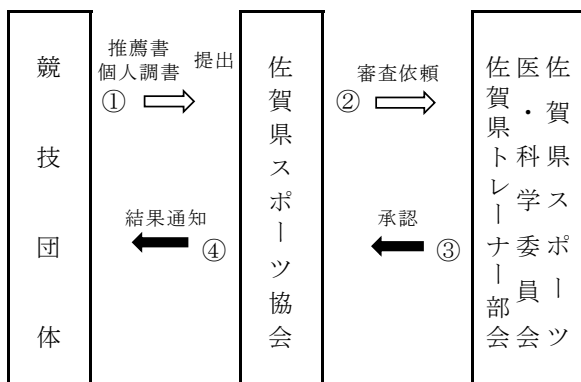 競技団体
推薦書
個人調書
提出
①
結果通知
④
佐賀県スポーツ協会
審査依頼
②
承認
③
佐賀県スポーツ
医・科学委員会
佐賀県トレーナー部会